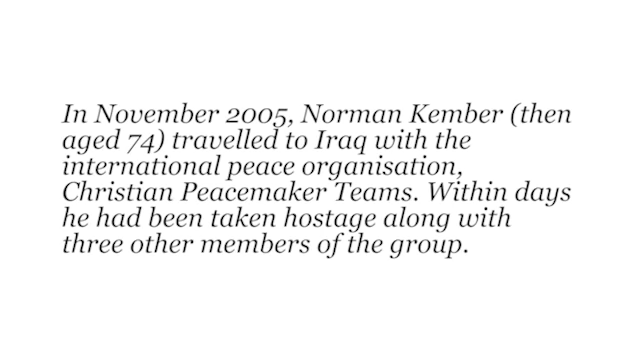 In November 2005, Norman Kember (then
aged 74) travelled to Iraq with the
international peace organisation,
Christian Peacemaker Teams. Within days
he had been taken hostage along with
three other members of the group.